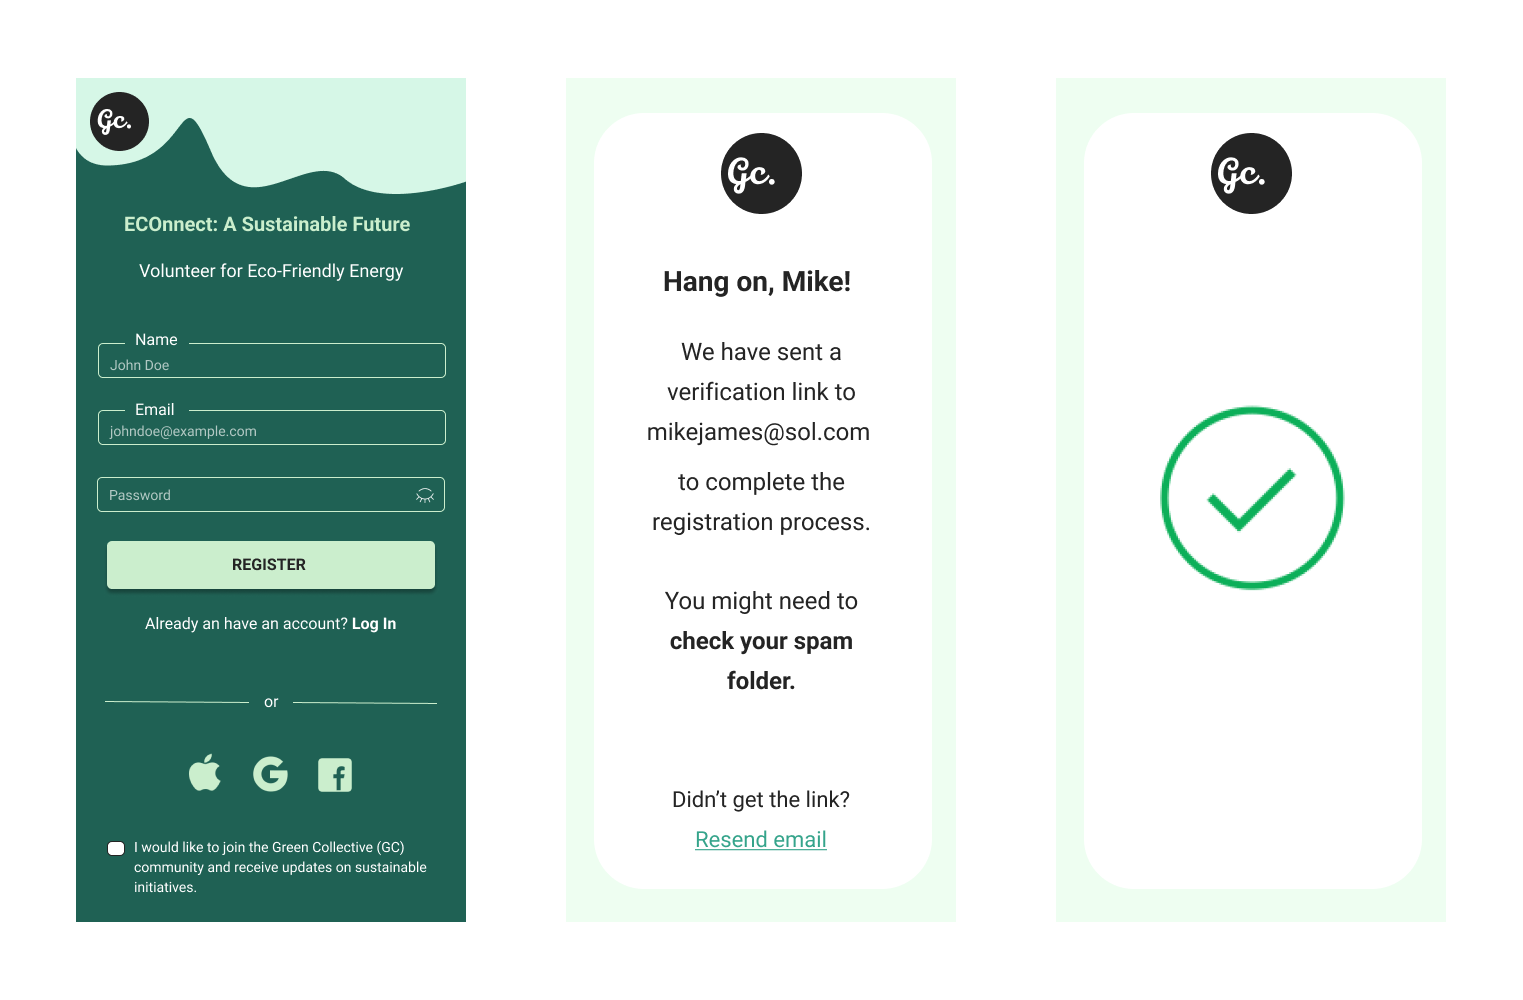 Gc.
ECOnnect: A Sustainable Future
Volunteer for Eco-Friendly Energy
Name
John Doe
Email
johndoe@example.com
Password
REGISTER
Already an have an account? Log In
or
I would like to join the Green Collective (GC)
community and receive updates on sustainable
initiatives.
Gc.
Hang on, Mike!
We have sent a
verification link to
mikejames@sol.com
to complete the
registration process.
You might need to
check your spam
folder.
Didn’t get the link?
Resend email
Gc.